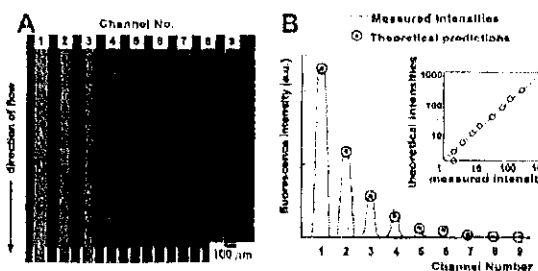 A
Channel No.
1 2 3 4 5 6 7 8 9
direction of flow
100 µm
B
Measured Intensities
Theoretical predictions
fluorescence intensity (a.u.)
1 2 3 4 5 6 7 8 9
Channel Number
theoretical intensities
1000
100
10
1 10 100
measured intensi